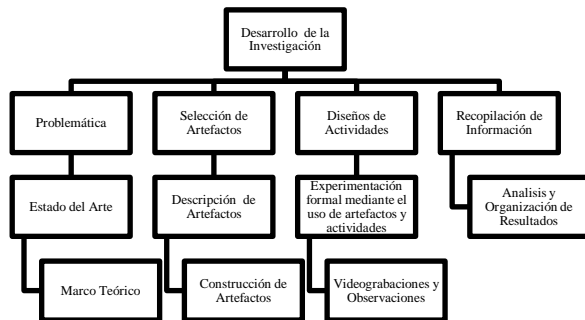 Desarrollo de la
Investigación
Problemática
Selección de
Artefactos
Diseños de
Actividades
Recopilación de
Información
Estado del Arte
Descripción de
Artefactos
Experimentación
formal mediante el
uso de artefactos y
actividades
Analisis y
Organización de
Resultados
Marco Teórico
Construcción de
Artefactos
Videograbaciones y
Observaciones